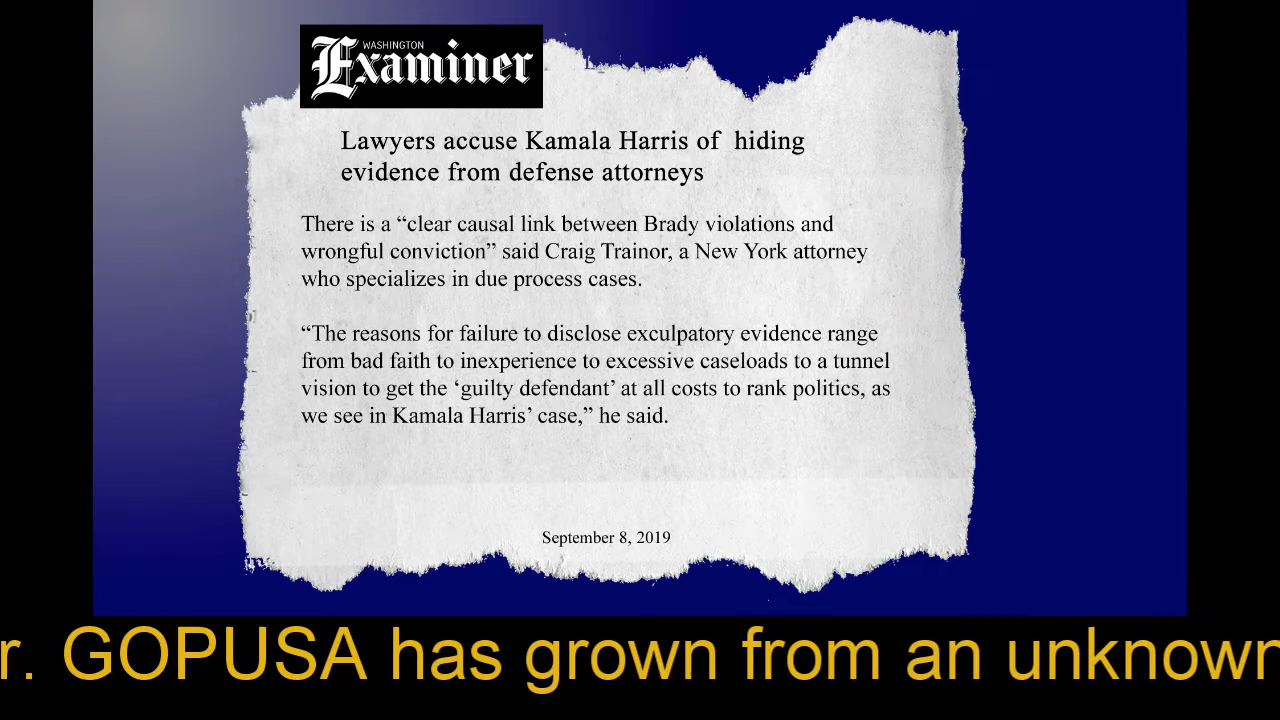 WASHINGTON
Examiner
Lawyers accuse Kamala Harris of hiding
evidence from defense attorneys
There is a “clear causal link between Brady violations and
wrongful conviction” said Craig Trainor, a New York attorney
who specializes in due process cases.
“The reasons for failure to disclose exculpatory evidence range
from bad faith to inexperience to excessive caseloads to a tunnel
vision to get the ‘guilty defendant’ at all costs to rank politics, as
we see in Kamala Harris’ case,” he said.
September 8, 2019
r. GOPUSA has grown from an unknown